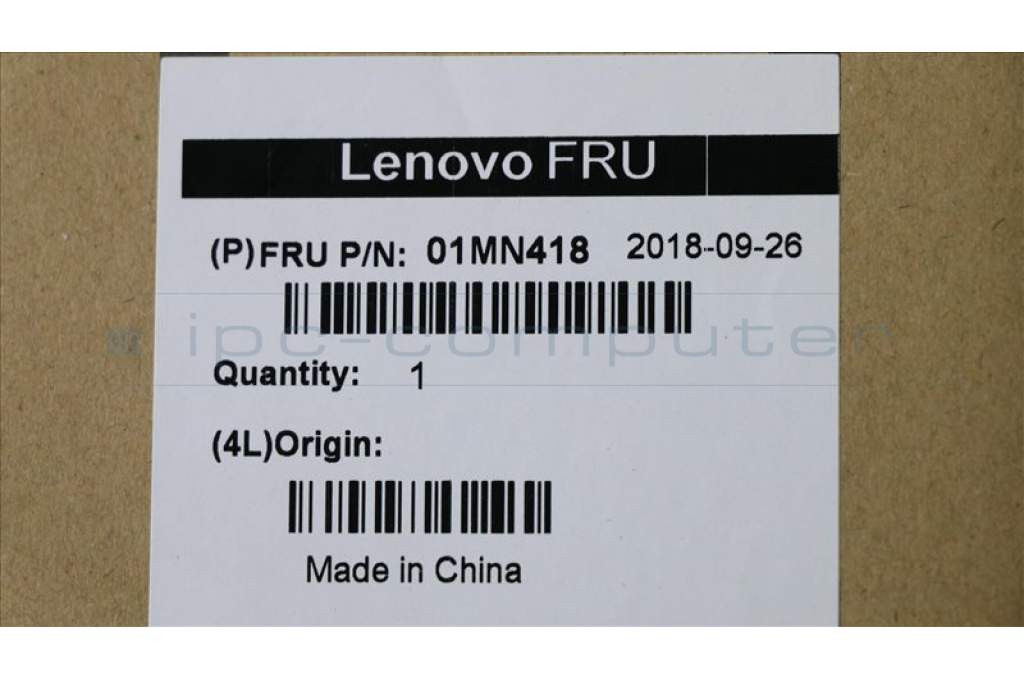 Lenovo FRU
(P)FRU P/N: 01MN418 2018-09-26
ipc-computer
Quantity: 1
(4L)Origin:
Made in China